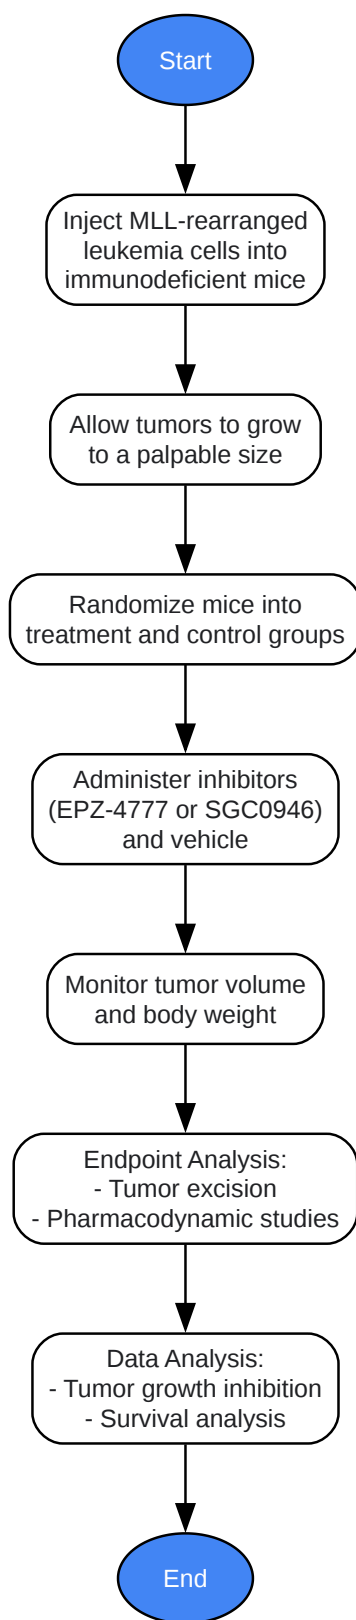 Start
Inject MLL-rearranged
leukemia cells into
immunodeficient mice
Allow tumors to grow
to a palpable size
Randomize mice into
treatment and control groups
Administer inhibitors
(EPZ-4777 or SGC0946)
and vehicle
Monitor tumor volume
and body weight
Endpoint Analysis:
- Tumor excision
- Pharmacodynamic studies
Data Analysis:
- Tumor growth inhibition
- Survival analysis
End